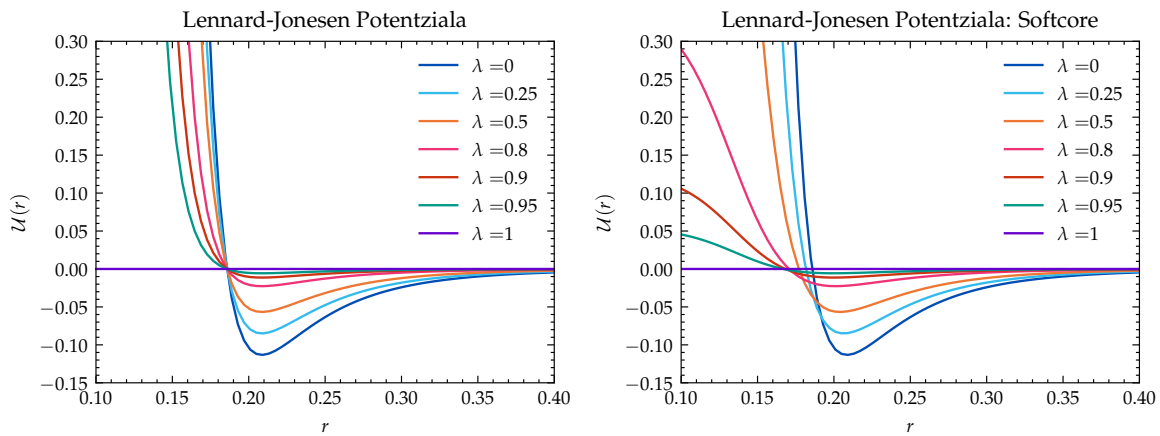 Lennard-Jonesen Potentziala
0.30
0.25
0.20
0.15
0.10
0.05
0.00
−0.05
−0.10
−0.15
0.10
0.15
0.20
0.25
0.30
0.35
0.40
U(r)
r
λ =0
λ =0.25
λ =0.5
λ =0.8
λ =0.9
λ =0.95
λ =1
Lennard-Jonesen Potentziala: Softcore
0.30
0.25
0.20
0.15
0.10
0.05
0.00
−0.05
−0.10
−0.15
0.10
0.15
0.20
0.25
0.30
0.35
0.40
U(r)
r
λ =0
λ =0.25
λ =0.5
λ =0.8
λ =0.9
λ =0.95
λ =1